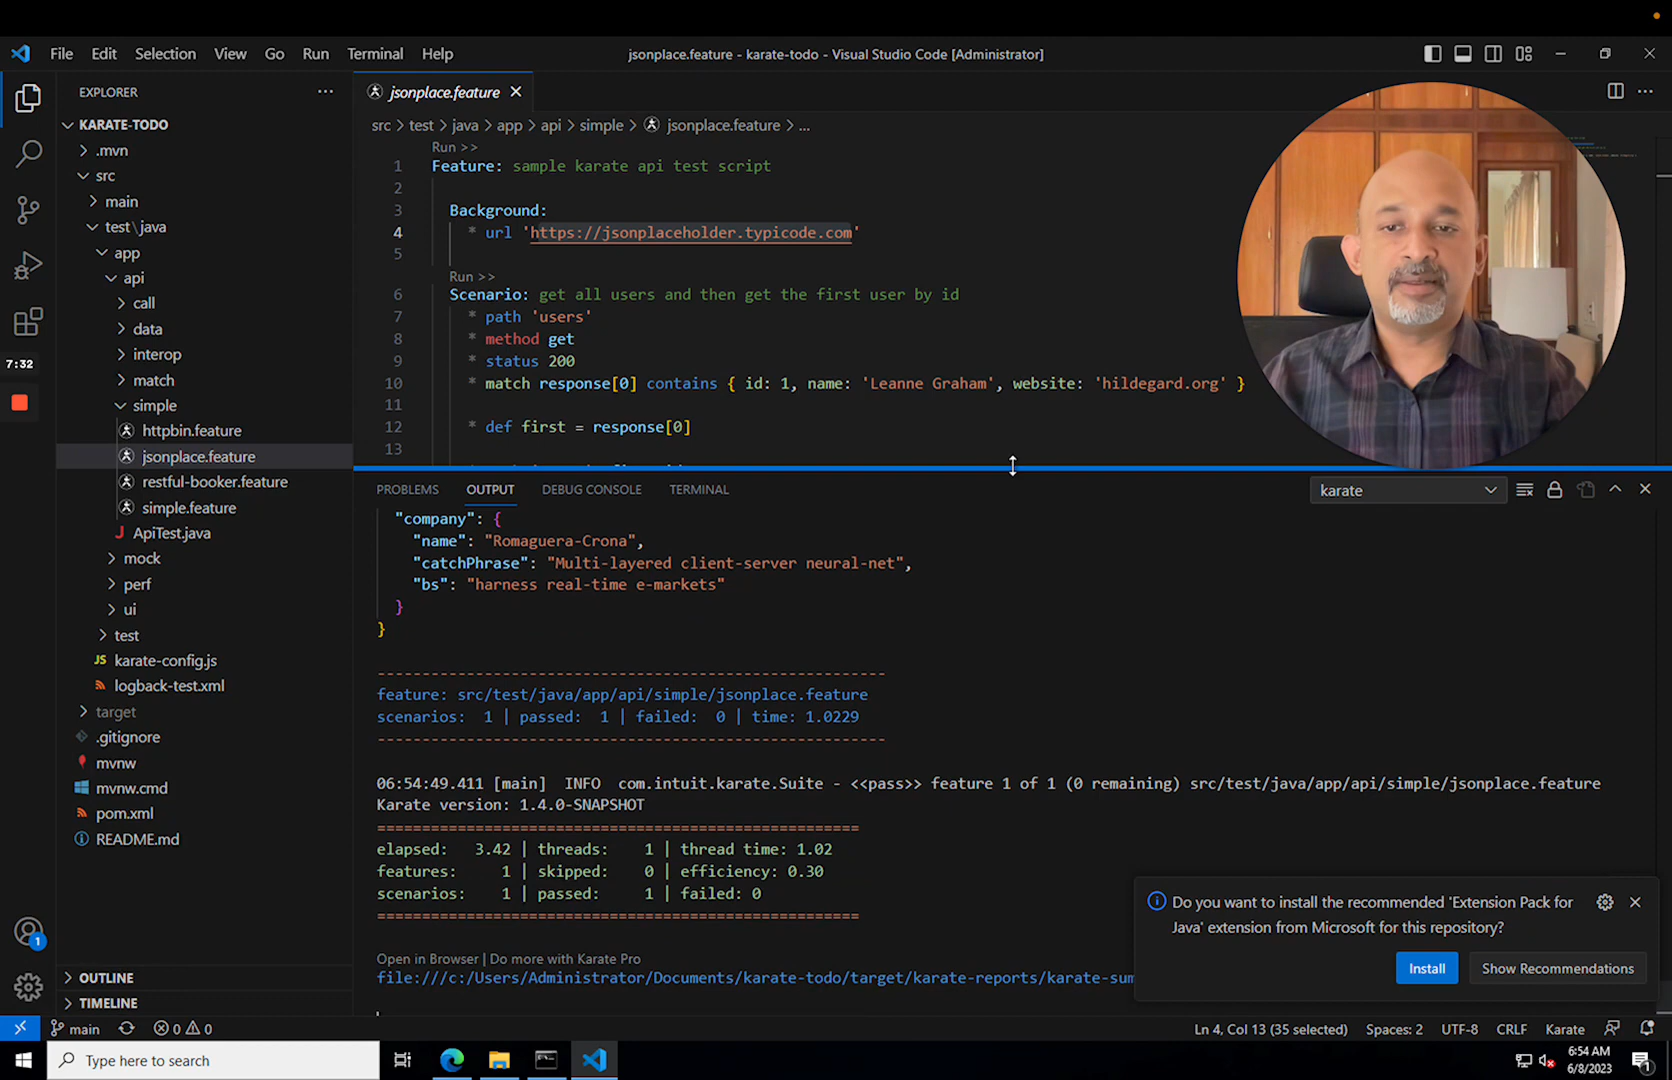 File Edit Selection View Go Run Terminal Help
jsonplace.feature - karate-todo - Visual Studio Code [Administrator]
EXPLORER
KARATE-TODO
.mvn
src
main
test\java
app
api
call
data
interop
match
simple
httpbin.feature
jsonplace.feature
restful-booker.feature
simple.feature
ApiTest.java
mock
perf
ui
test
karate-config.js
logback-test.xml
target
.gitignore
mvnw
mvnw.cmd
pom.xml
README.md
OUTLINE
TIMELINE
7:32
1
jsonplace.feature
src > test > java > app > api > simple > jsonplace.feature > ...
Run >>
1 Feature: sample karate api test script
2
3 Background:
4 * url 'https://jsonplaceholder.typicode.com'
5
Run >>
6 Scenario: get all users and then get the first user by id
7 * path 'users'
8 * method get
9 * status 200
10 * match response[0] contains { id: 1, name: 'Leanne Graham', website: 'hildegard.org' }
11
12 * def first = response[0]
13
PROBLEMS OUTPUT DEBUG CONSOLE TERMINAL
karate
"company": {
"name": "Romaguera-Crona",
"catchPhrase": "Multi-layered client-server neural-net",
"bs": "harness real-time e-markets"
}
}
---------------------------------------------------------
feature: src/test/java/app/api/simple/jsonplace.feature
scenarios: 1 | passed: 1 | failed: 0 | time: 1.0229
---------------------------------------------------------
06:54:49.411 [main] INFO com.intuit.karate.Suite - <<pass>> feature 1 of 1 (0 remaining) src/test/java/app/api/simple/jsonplace.feature
Karate version: 1.4.0-SNAPSHOT
======================================================
elapsed: 3.42 | threads: 1 | thread time: 1.02
features: 1 | skipped: 0 | efficiency: 0.30
scenarios: 1 | passed: 1 | failed: 0
======================================================
Open in Browser | Do more with Karate Pro
file:///c:/Users/Administrator/Documents/karate-todo/target/karate-reports/karate-sum
Do you want to install the recommended 'Extension Pack for
Java' extension from Microsoft for this repository?
Install
Show Recommendations
main 0 0
Ln 4, Col 13 (35 selected) Spaces: 2 UTF-8 CRLF Karate
Type here to search
6:54 AM
6/8/2023
1